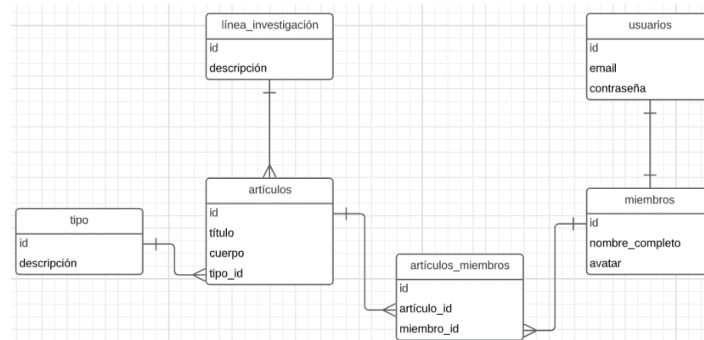 línea_investigación
id
descripción
usuarios
id
email
contraseña
artículos
id
título
cuerpo
tipo_id
tipo
id
descripción
miembros
id
nombre_completo
avatar
artículos_miembros
id
artículo_id
miembro_id